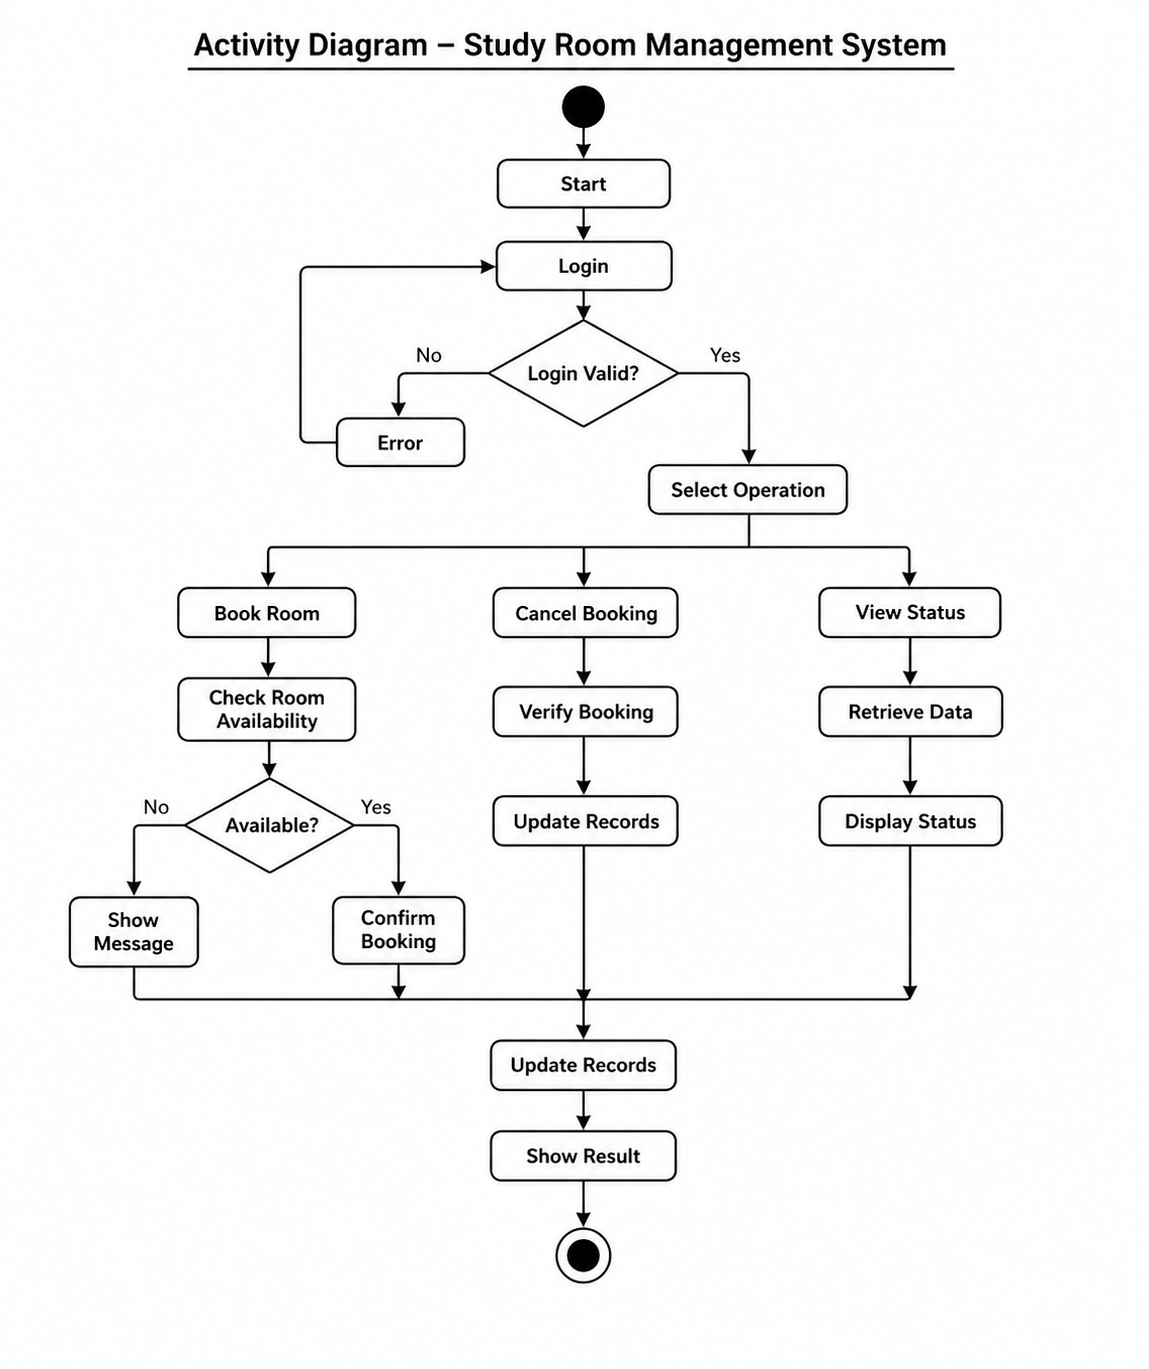 Activity Diagram – Study Room Management System
Start
Login
No
Yes
Login Valid?
Error
Select Operation
Book Room
Cancel Booking
View Status
Check Room
Availability
Verify Booking
Retrieve Data
No
Yes
Available?
Update Records
Display Status
Show
Message
Confirm
Booking
Update Records
Show Result